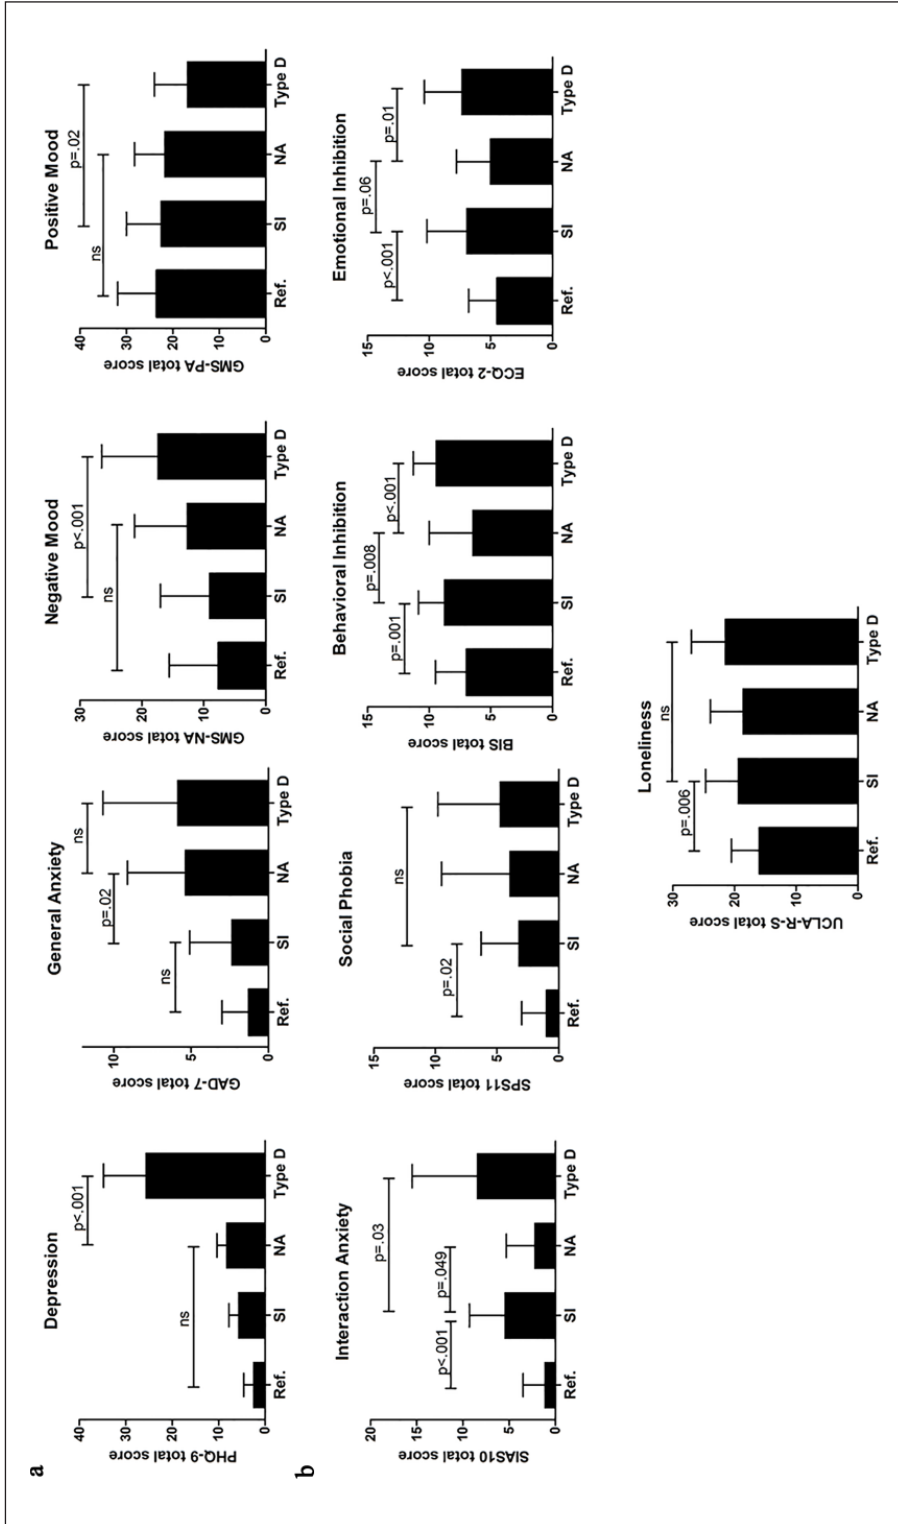 a
Depression
PHQ-9 total score
40
30
20
10
0
p<.001
ns
Ref.
SI
NA
Type D
General Anxiety
GAD-7 total score
10
5
0
ns
p=.02
ns
Ref.
SI
NA
Type D
Negative Mood
GMS-NA total score
30
20
10
0
p<.001
ns
Ref.
SI
NA
Type D
Positive Mood
GMS-PA total score
40
30
20
10
0
p=.02
ns
Ref.
SI
NA
Type D
b
Interaction Anxiety
SIAS10 total score
20
15
10
5
0
p=.03
p<.001
p=.049
Ref.
SI
NA
Type D
Social Phobia
SPS11 total score
15
10
5
0
ns
p=.02
Ref.
SI
NA
Type D
Behavioral Inhibition
BIS total score
15
10
5
0
p=.008
p=.001
p<.001
Ref.
SI
NA
Type D
Emotional Inhibition
ECQ-2 total score
15
10
5
0
p=.06
p<.001
p=.01
Ref.
SI
NA
Type D
Loneliness
UCLA-R-S total score
30
20
10
0
ns
p=.006
Ref.
SI
NA
Type D